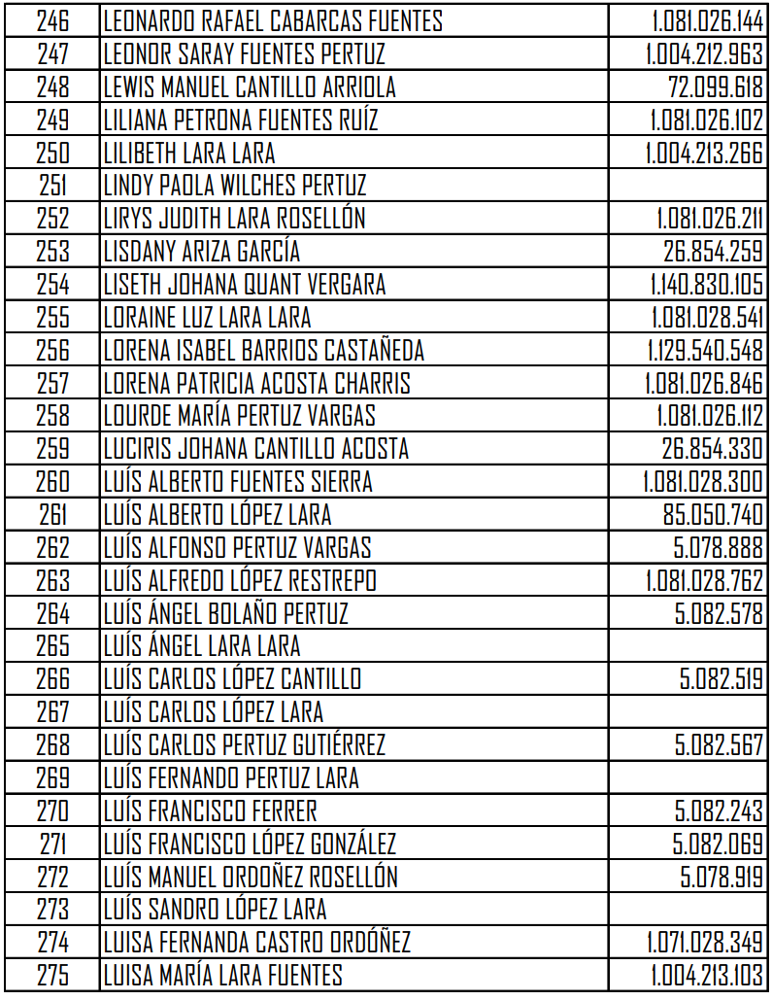 246 LEONARDO RAFAEL CABARCAS FUENTES 1.081.026.144
247 LEONOR SARAY FUENTES PERTUZ 1.004.212.963
248 LEWIS MANUEL CANTILLO ARRIOLA 72.099.618
249 LILIANA PETRONA FUENTES RUÍZ 1.081.026.102
250 LILIBETH LARA LARA 1.004.213.266
251 LINDY PAOLA WILCHES PERTUZ
252 LIRYS JUDITH LARA ROSELLÓN 1.081.026.211
253 LISDANY ARIZA GARCÍA 26.854.259
254 LISETH JOHANA QUANT VERGARA 1.140.830.105
255 LORAINE LUZ LARA LARA 1.081.028.541
256 LORENA ISABEL BARRIOS CASTAÑEDA 1.129.540.548
257 LORENA PATRICIA ACOSTA CHARRIS 1.081.026.846
258 LOURDE MARÍA PERTUZ VARGAS 1.081.026.112
259 LUCIRIS JOHANA CANTILLO ACOSTA 26.854.330
260 LUÍS ALBERTO FUENTES SIERRA 1.081.028.300
261 LUÍS ALBERTO LÓPEZ LARA 85.050.740
262 LUÍS ALFONSO PERTUZ VARGAS 5.078.888
263 LUÍS ALFREDO LÓPEZ RESTREPO 1.081.028.762
264 LUÍS ÁNGEL BOLAÑO PERTUZ 5.082.578
265 LUÍS ÁNGEL LARA LARA
266 LUÍS CARLOS LÓPEZ CANTILLO 5.082.519
267 LUÍS CARLOS LÓPEZ LARA
268 LUÍS CARLOS PERTUZ GUTIÉRREZ 5.082.567
269 LUÍS FERNANDO PERTUZ LARA
270 LUÍS FRANCISCO FERRER 5.082.243
271 LUÍS FRANCISCO LÓPEZ GONZÁLEZ 5.082.069
272 LUÍS MANUEL ORDOÑEZ ROSELLÓN 5.078.919
273 LUÍS SANDRO LÓPEZ LARA
274 LUISA FERNANDA CASTRO ORDÓÑEZ 1.071.028.349
275 LUISA MARÍA LARA FUENTES 1.004.213.103